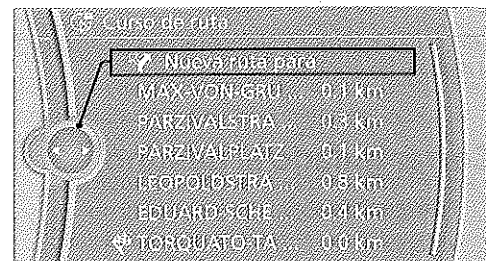 Curso de ruta
Nueva ruta para
MAX-VON-GRU ... 0.1 km
PARZIVALSTRA ... 0.3 km
PARZIVALPLATZ 0.1 km
LEOPOLDSTRA ... 0.8 km
EDUARD-SCHE ... 0.4 km
TORQUATO-TA ... 0.0 km